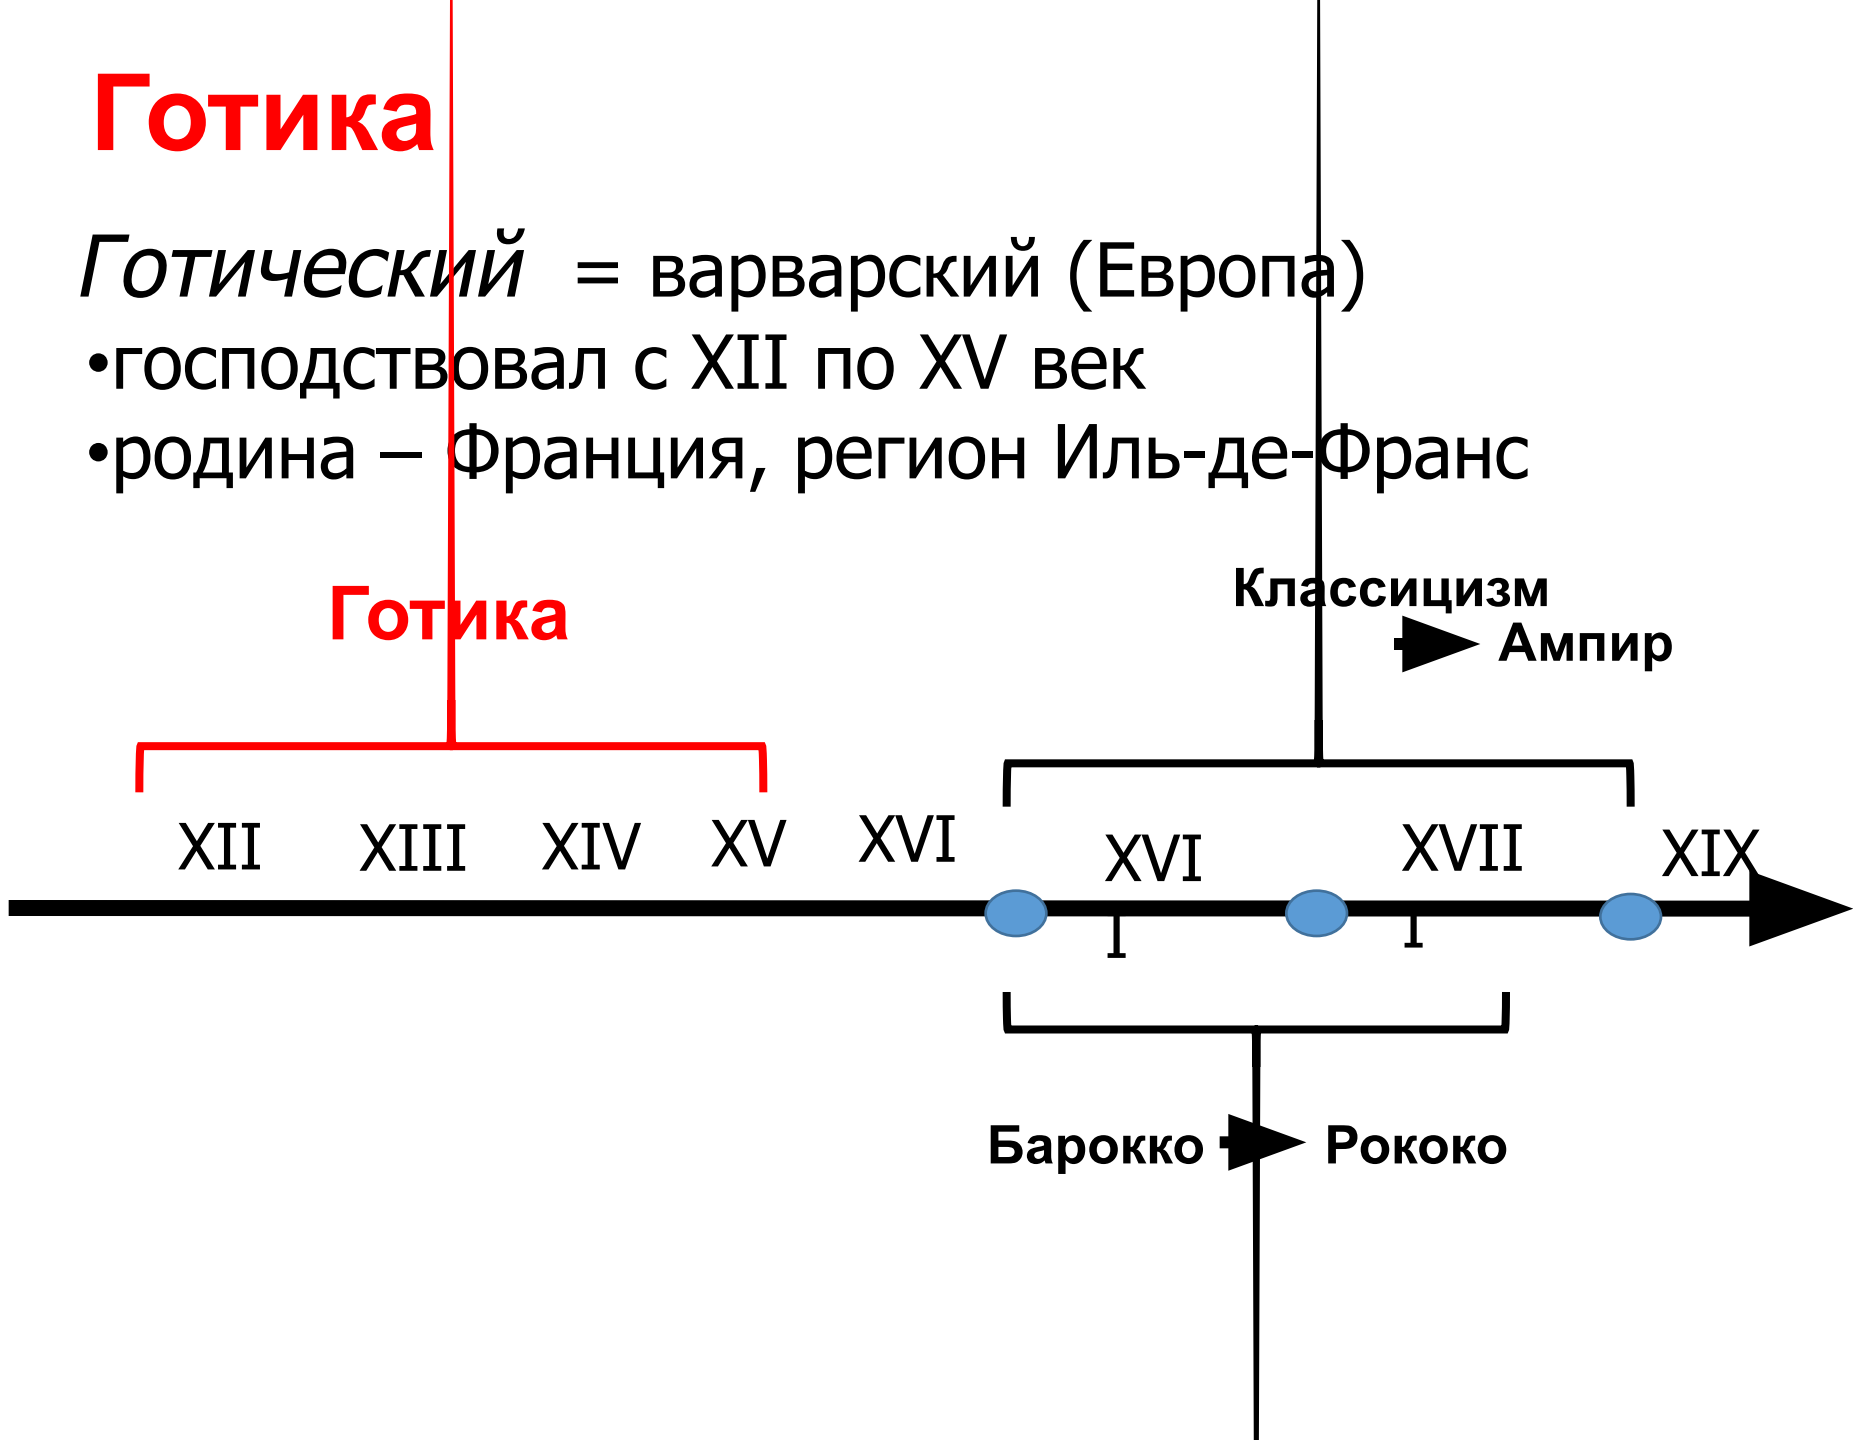 Готика
Готический = варварский (Европа)
•господствовал с XII по XV век
•родина – Франция, регион Иль-де-Франс
Готика
Классицизм
Ампир
XII XIII XIV XV XVI XVI XVII XIX
I I
Барокко Рококо